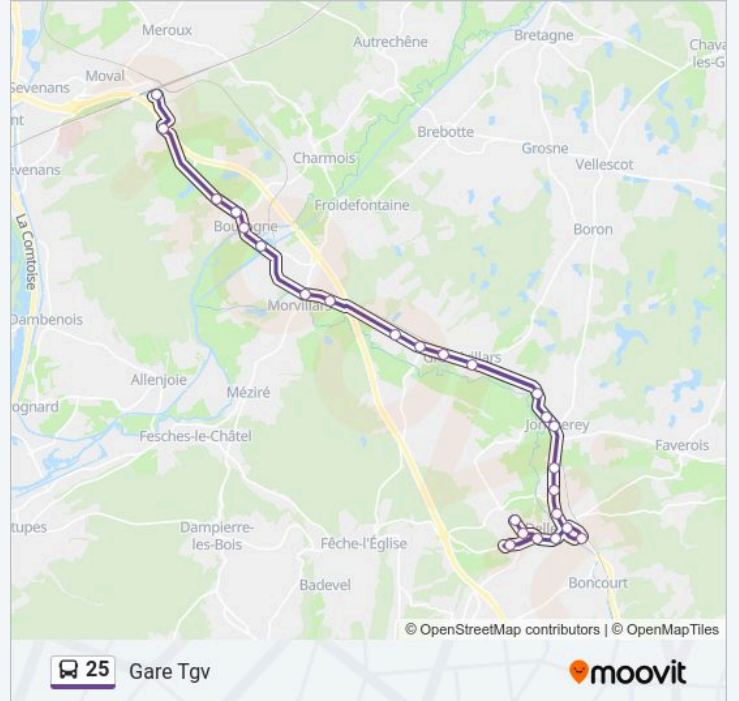 Meroux
Autrechêne
Bretagne
Chava
les-G
Moval
Sevenans
nt
Brebotte
Grosne
Charmois
Vellescot
evenans
Froidefontaine
La Comtoise
Boron
Morvillars
Dambenois
Allenjoie
Méziré
ognard
Fesches-le-Châtel
Faverois
tupes
Dampierre-
les-Bois
Fêche-l'Église
Delle
Badevel
Boncourt
© OpenStreetMap contributors | © OpenMapTiles
25 Gare Tgv
moovit